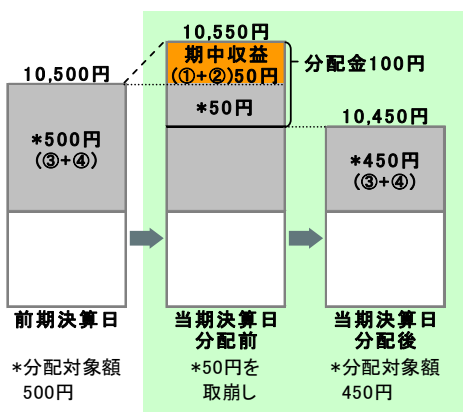 10,550円
期中収益
(①+②)50円
分配金100円
10,500円
*50円
10,450円
*500円
(③+④)
*450円
(③+④)
前期決算日
当期決算日
分配前
当期決算日
分配後
*分配対象額
500円
*50円を
取崩し
*分配対象額
450円